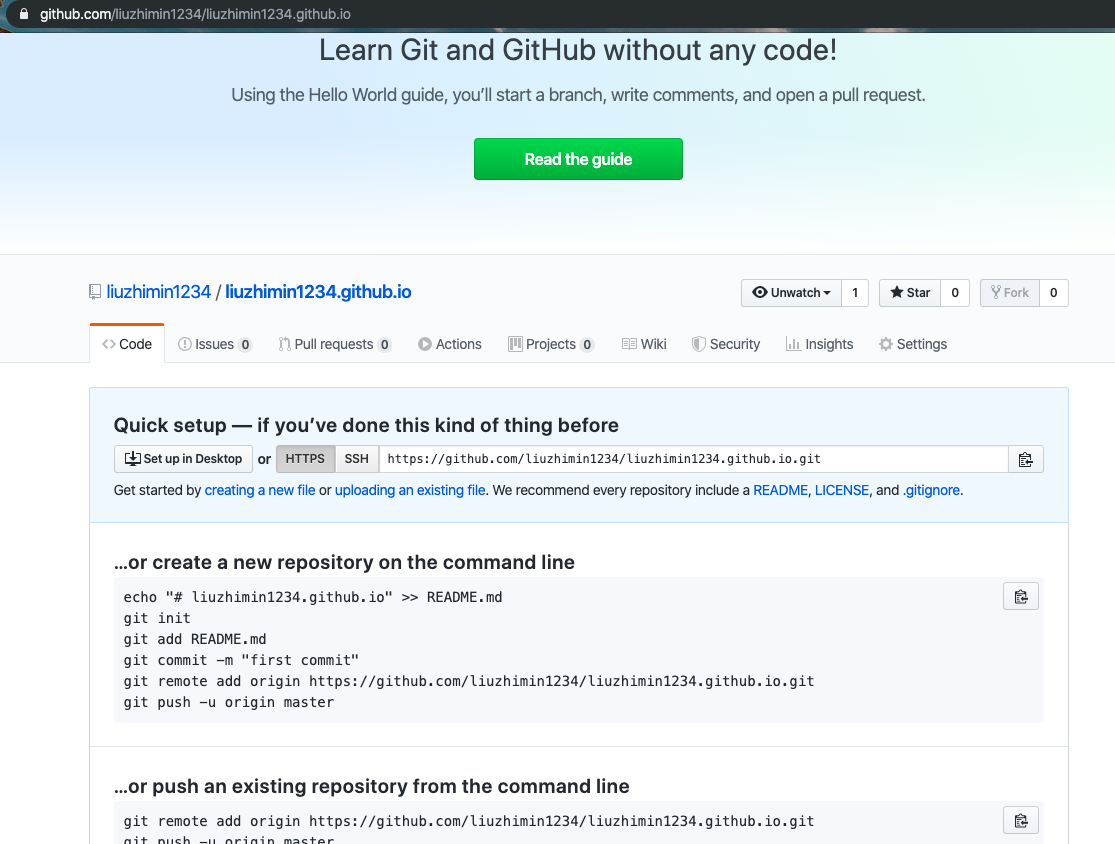 github.com/liuzhimin1234/liuzhimin1234.github.io
Learn Git and GitHub without any code!
Using the Hello World guide, you’ll start a branch, write comments, and open a pull request.
Read the guide
liuzhimin1234 / liuzhimin1234.github.io
Unwatch 1 Star 0 Fork 0
Code Issues 0 Pull requests 0 Actions Projects 0 Wiki Security Insights Settings
Quick setup — if you’ve done this kind of thing before
Set up in Desktop or HTTPS SSH https://github.com/liuzhimin1234/liuzhimin1234.github.io.git
Get started by creating a new file or uploading an existing file. We recommend every repository include a README, LICENSE, and .gitignore.
…or create a new repository on the command line
echo "# liuzhimin1234.github.io" >> README.md
git init
git add README.md
git commit -m "first commit"
git remote add origin https://github.com/liuzhimin1234/liuzhimin1234.github.io.git
git push -u origin master
…or push an existing repository from the command line
git remote add origin https://github.com/liuzhimin1234/liuzhimin1234.github.io.git
git push -u origin master